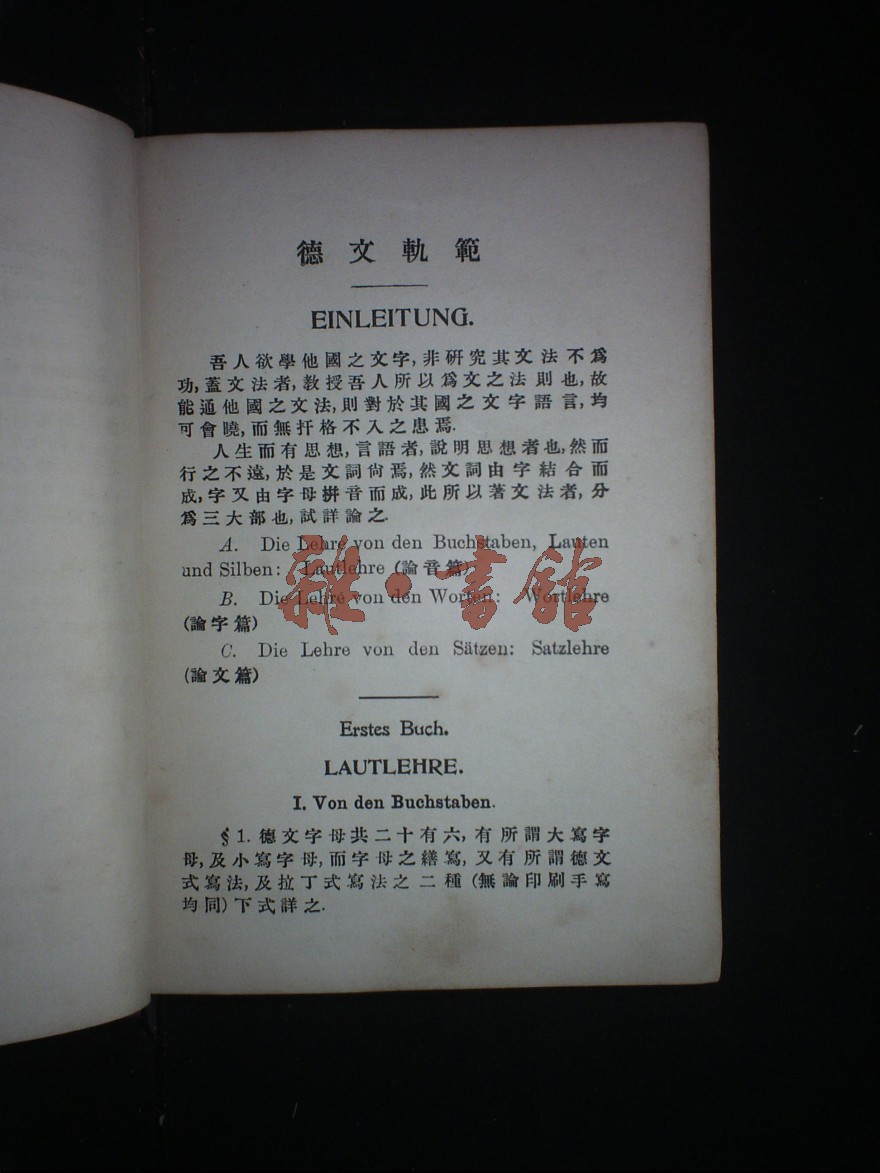 德文軌範
EINLEITUNG.
吾人欲學他國之文字, 非硏究其文法不爲
功, 蓋文法者, 敎授吾人所以爲文之法則也, 故
能通他國之文法, 則對於其國之文字語言, 均
可會曉, 而無扞格不入之患焉.
人生而有思想, 言語者, 說明思想者也, 然而
行之不遠, 於是文詞尙焉, 然文詞由字結合而
成, 字又由字母拼音而成, 此所以著文法者, 分
爲三大部也, 試詳論之.
A. Die Lehre von den Buchstaben, Lauten
und Silben: Lautlehre (論音篇)
B. Die Lehre von den Worten: Wortlehre
(論字篇)
C. Die Lehre von den Sätzen: Satzlehre
(論文篇)
雜·書館
Erstes Buch.
LAUTLEHRE.
I. Von den Buchstaben.
§ 1. 德文字母共二十有六, 有所謂大寫字
母, 及小寫字母, 而字母之繕寫, 又有所謂德文
式寫法, 及拉丁式寫法之二種 (無論印刷手寫
均同) 下式詳之.